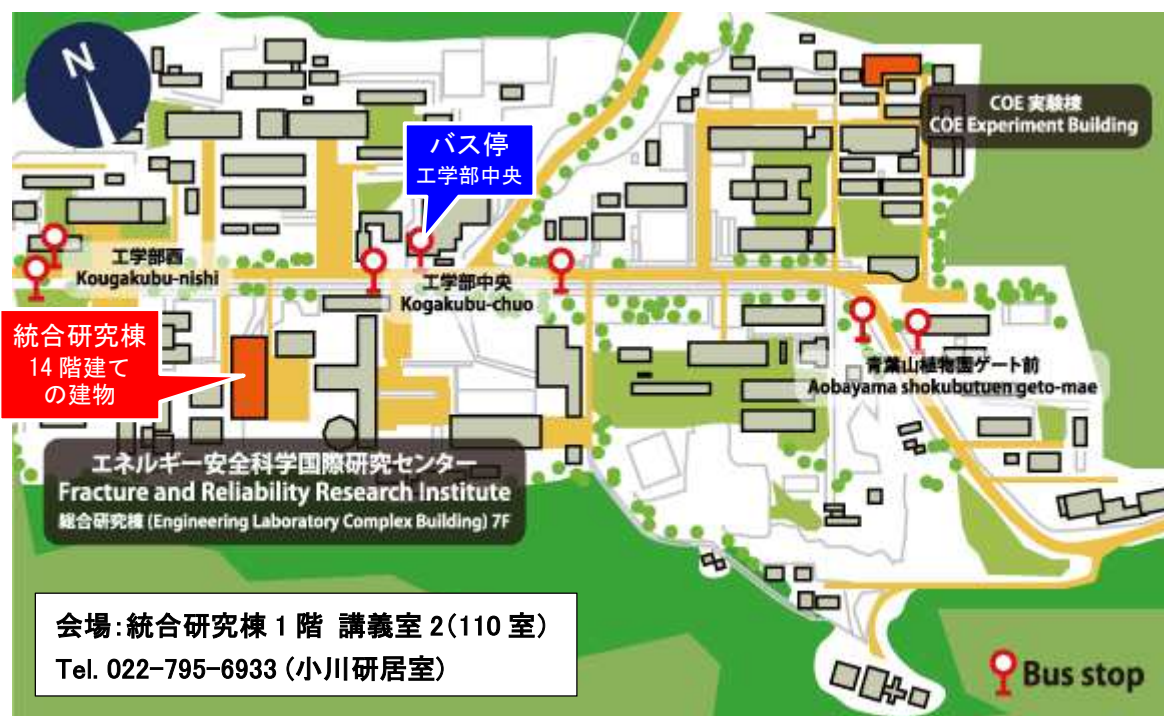 N
COE 実験棟
COE Experiment Building
バス停
工学部中央
工学部西
Kougakubu-nishi
工学部中央
Kogakubu-chuo
統合研究棟
14 階建て
の建物
青葉山植物園ゲート前
Aobayama shokubutuen geto-mae
エネルギー安全科学国際研究センター
Fracture and Reliability Research Institute
総合研究棟 (Engineering Laboratory Complex Building) 7F
会場:統合研究棟 1 階 講義室 2(110 室)
Tel. 022-795-6933 (小川研居室)
Bus stop